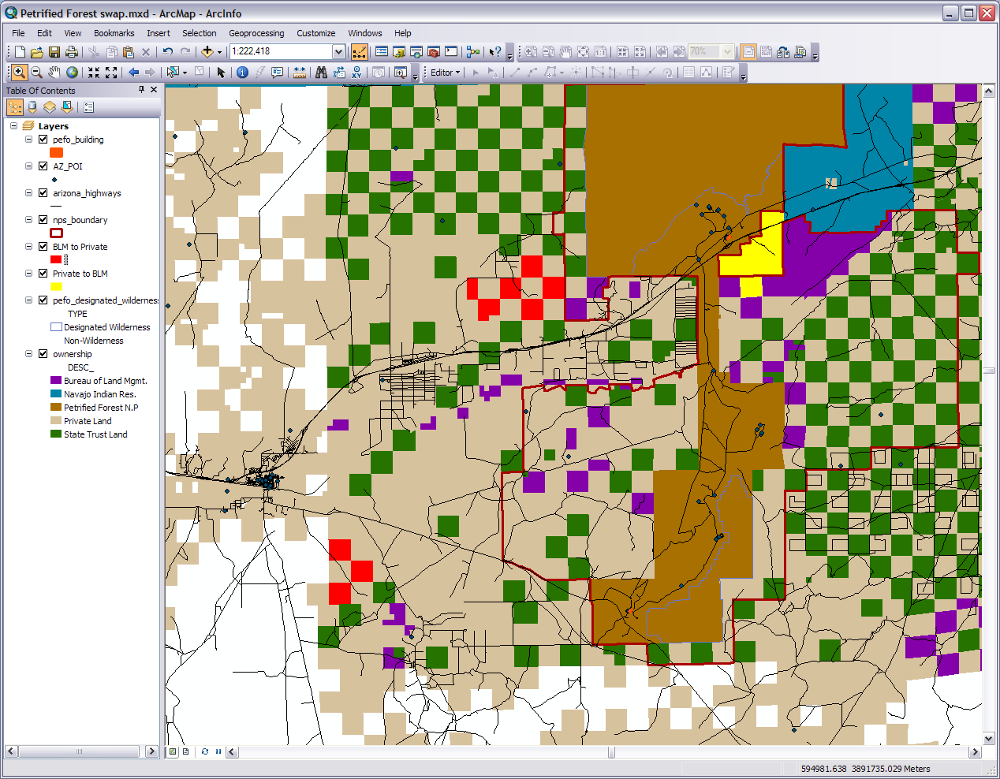 Petrified Forest swap.mxd - ArcMap - ArcInfo
File Edit View Bookmarks Insert Selection Geoprocessing Customize Windows Help
1:222,418
70%
Editor
Table Of Contents
Layers
pefo_building
AZ_POI
arizona_highways
nps_boundary
BLM to Private
Private to BLM
pefo_designated_wilderness
TYPE
Designated Wilderness
Non-Wilderness
ownership
DESC_
Bureau of Land Mgmt.
Navajo Indian Res.
Petrified Forest N.P
Private Land
State Trust Land
594981.638 3891735.029 Meters